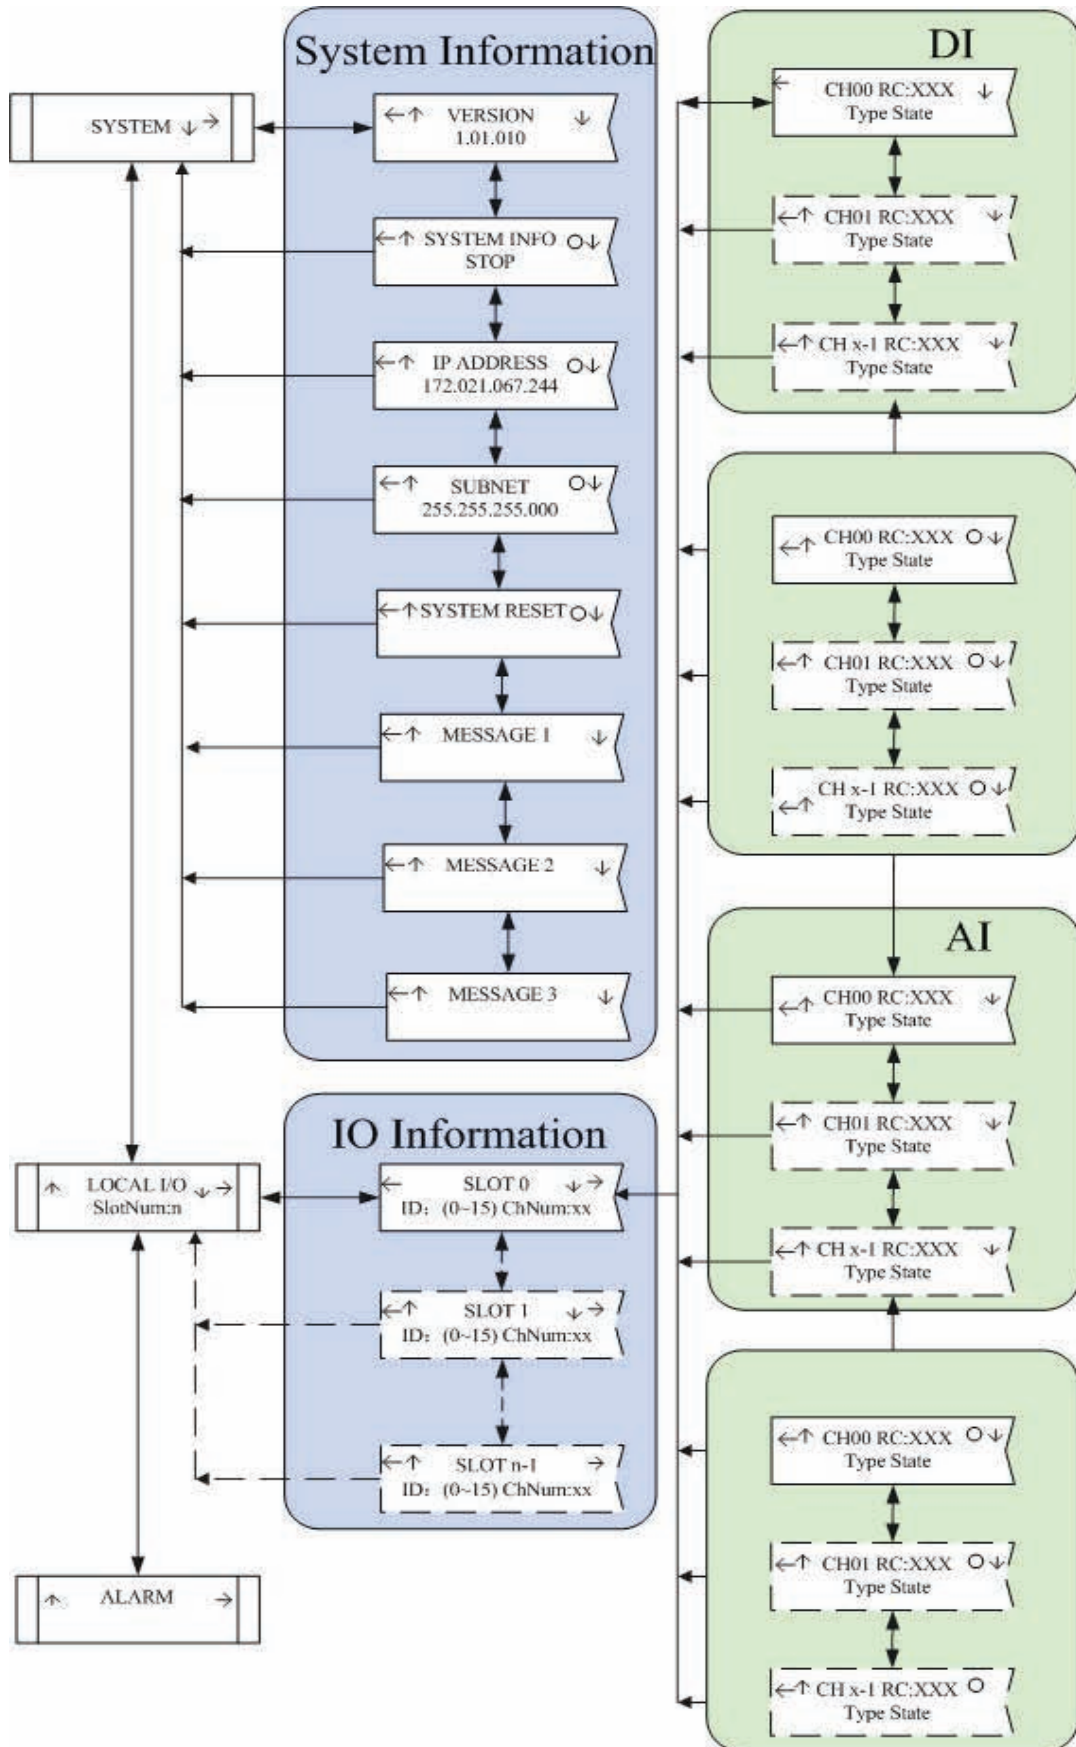 System Information
SYSTEM
VERSION
1.01.010
SYSTEM INFO
STOP
IP ADDRESS
172.021.067.244
SUBNET
255.255.255.000
SYSTEM RESET
MESSAGE 1
MESSAGE 2
MESSAGE 3
IO Information
LOCAL I/O
SlotNum:n
SLOT 0
ID: (0~15) ChNum:xx
SLOT 1
ID: (0~15) ChNum:xx
SLOT n-1
ID: (0~15) ChNum:xx
ALARM
DI
CH00 RC:XXX
Type State
CH01 RC:XXX
Type State
CH x-1 RC:XXX
Type State
CH00 RC:XXX
Type State
CH01 RC:XXX
Type State
CH x-1 RC:XXX
Type State
AI
CH00 RC:XXX
Type State
CH01 RC:XXX
Type State
CH x-1 RC:XXX
Type State
CH00 RC:XXX
Type State
CH01 RC:XXX
Type State
CH x-1 RC:XXX
Type State